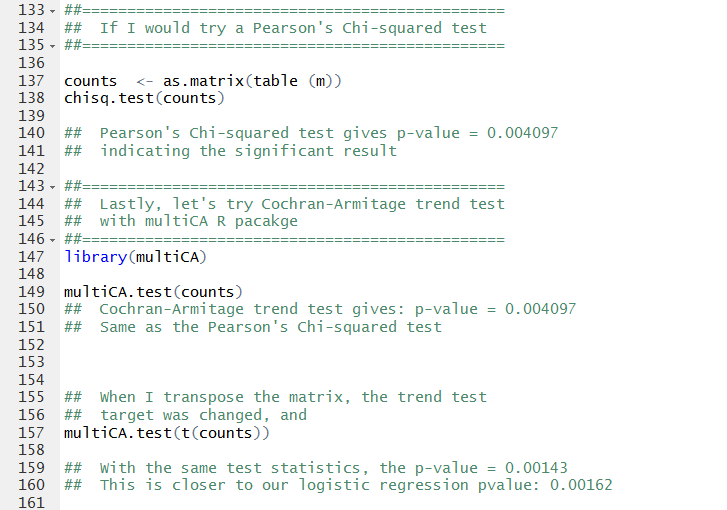 133 ##===============================================
134 ##  If I would try a Pearson's Chi-squared test
135 ##===============================================
136
137 counts  <- as.matrix(table (m))
138 chisq.test(counts)
139
140 ##  Pearson's Chi-squared test gives p-value = 0.004097
141 ##  indicating the significant result
142
143 ##===============================================
144 ##  Lastly, let's try Cochran-Armitage trend test
145 ##  with multiCA R pacakge
146 ##===============================================
147 library(multiCA)
148
149 multiCA.test(counts)
150 ##  Cochran-Armitage trend test gives: p-value = 0.004097
151 ##  Same as the Pearson's Chi-squared test
152
153
154
155 ##  When I transpose the matrix, the trend test
156 ##  target was changed, and
157 multiCA.test(t(counts))
158
159 ##  With the same test statistics, the p-value = 0.00143
160 ##  This is closer to our logistic regression pvalue: 0.00162
161